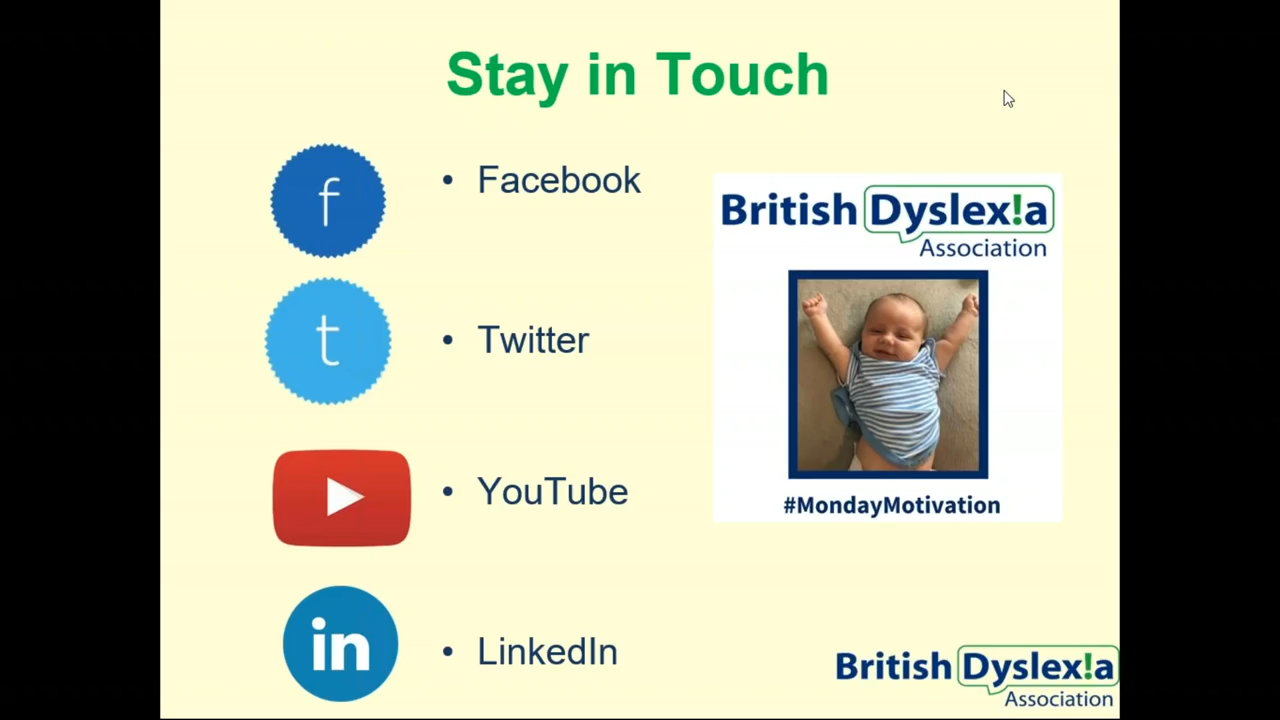 Stay in Touch
f
• Facebook
t
• Twitter
• YouTube
in
• LinkedIn
British Dyslex!a
Association
#MondayMotivation
British Dyslex!a
Association